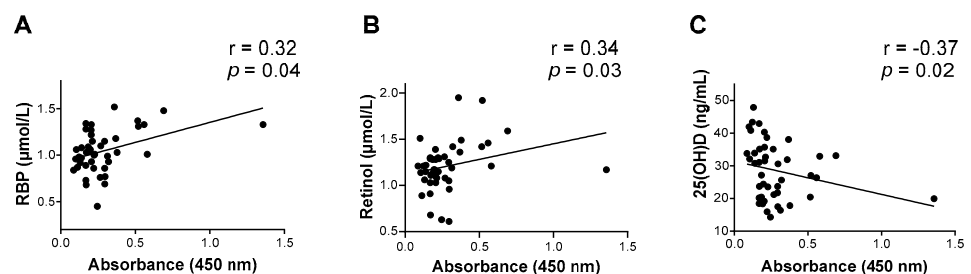 A
r = 0.32
p = 0.04
RBP (μmol/L)
1.5
1.0
0.5
0.0 0.5 1.0 1.5
Absorbance (450 nm)
B
r = 0.34
p = 0.03
Retinol (μmol/L)
2.0
1.5
1.0
0.5
0.0 0.5 1.0 1.5
Absorbance (450 nm)
C
r = -0.37
p = 0.02
25(OH)D (ng/mL)
50
40
30
20
10
0.0 0.5 1.0 1.5
Absorbance (450 nm)